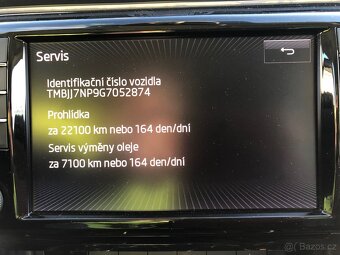 Servis
Identifikační číslo vozidla
TMBJJ7NP9G7052874
Prohlídka
za 22100 km nebo 164 den/dní
Servis výměny oleje
za 7100 km nebo 164 den/dní
Bazoš.cz